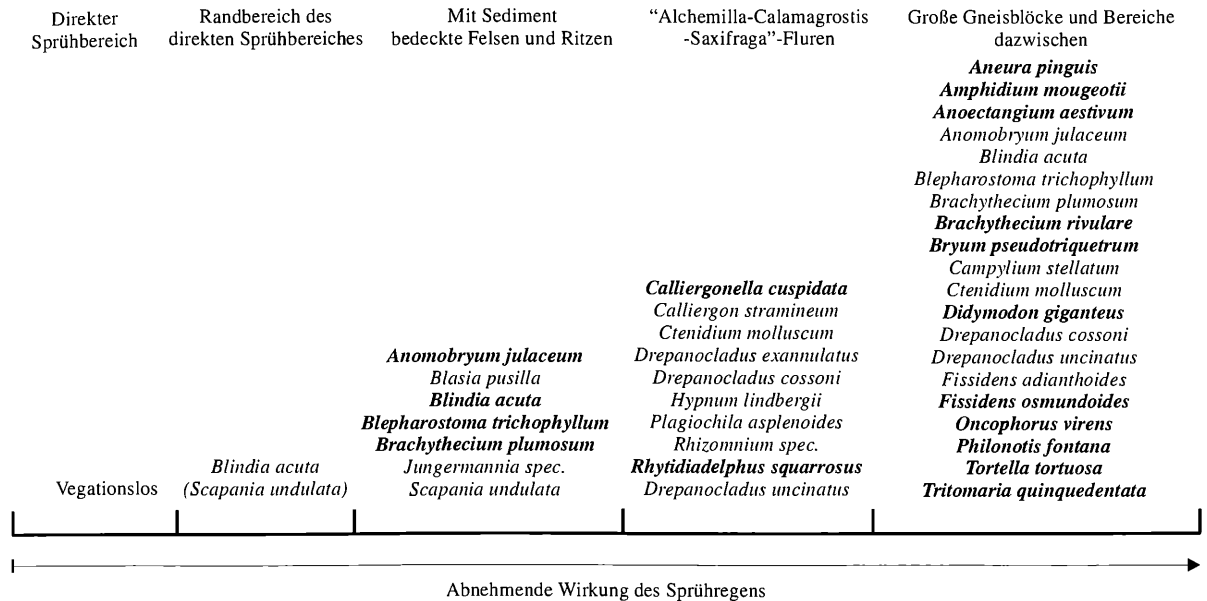 Direkter
Sprühbereich
Randbereich des
direkten Sprühbereiches
Mit Sediment
bedeckte Felsen und Ritzen
“Alchemilla-Calamagrostis
-Saxifraga”-Fluren
Große Gneisblöcke und Bereiche
dazwischen
Vegationslos
Blindia acuta
(Scapania undulata)
Anomobryum julaceum
Blasia pusilla
Blindia acuta
Blepharostoma trichophyllum
Brachythecium plumosum
Jungermannia spec.
Scapania undulata
Calliergonella cuspidata
Calliergon stramineum
Ctenidium molluscum
Drepanocladus exannulatus
Drepanocladus cossoni
Hypnum lindbergii
Plagiochila asplenoides
Rhizomnium spec.
Rhytidiadelphus squarrosus
Drepanocladus uncinatus
Aneura pinguis
Amphidium mougeotii
Anoectangium aestivum
Anomobryum julaceum
Blindia acuta
Blepharostoma trichophyllum
Brachythecium plumosum
Brachythecium rivulare
Bryum pseudotriquetrum
Campylium stellatum
Ctenidium molluscum
Didymodon giganteus
Drepanocladus cossoni
Drepanocladus uncinatus
Fissidens adianthoides
Fissidens osmundoides
Oncophorus virens
Philonotis fontana
Tortella tortuosa
Tritomaria quinquedentata
Abnehmende Wirkung des Sprühregens